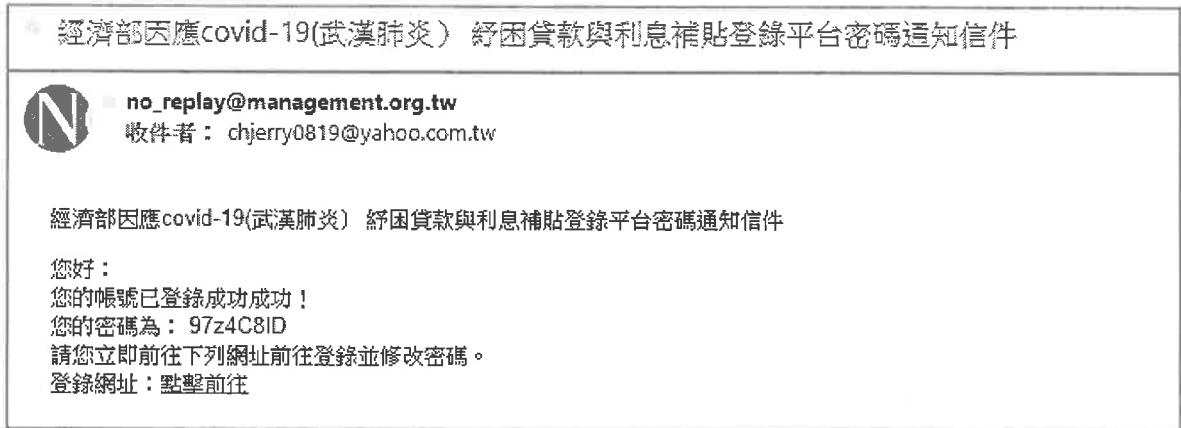 經濟部因應covid-19(武漢肺炎） 紓困貸款與利息補貼登錄平台密碼通知信件
N
no_replay@management.org.tw
收件者： chjerry0819@yahoo.com.tw
經濟部因應covid-19(武漢肺炎） 紓困貸款與利息補貼登錄平台密碼通知信件
您好：
您的帳號已登錄成功成功！
您的密碼為： 97z4C8ID
請您立即前往下列網址前往登錄並修改密碼。
登錄網址：點擊前往